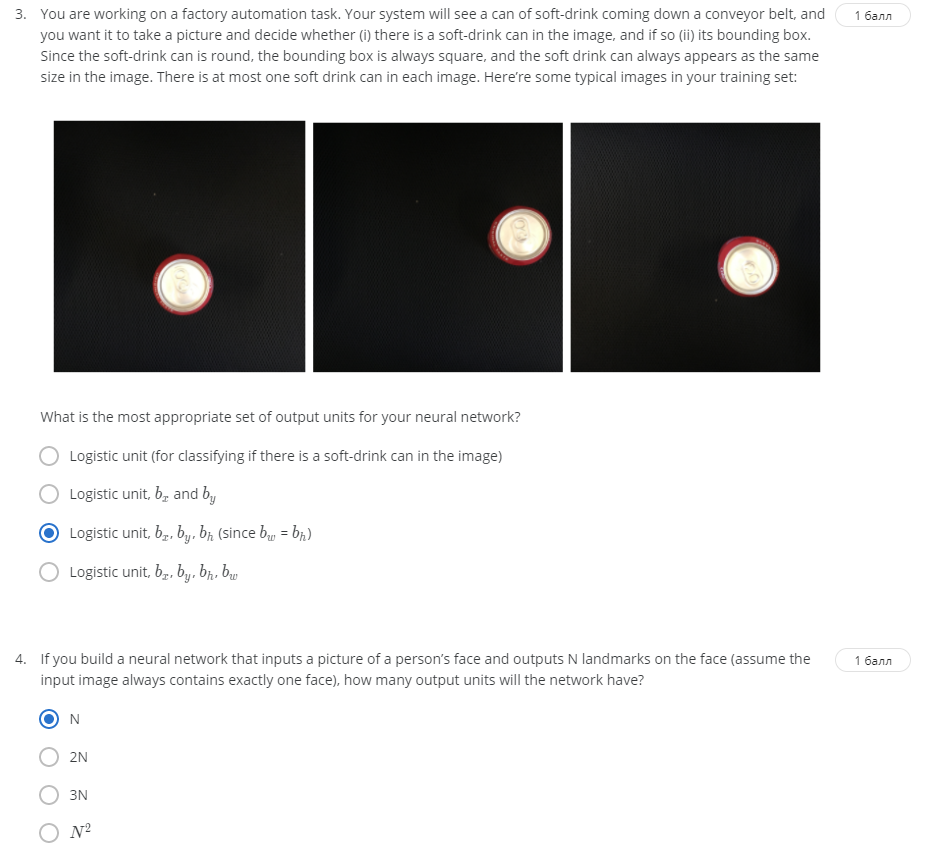 3. You are working on a factory automation task. Your system will see a can of soft-drink coming down a conveyor belt, and 1 балл
you want it to take a picture and decide whether (i) there is a soft-drink can in the image, and if so (ii) its bounding box.
Since the soft-drink can is round, the bounding box is always square, and the soft drink can always appears as the same
size in the image. There is at most one soft drink can in each image. Here’re some typical images in your training set:
What is the most appropriate set of output units for your neural network?
Logistic unit (for classifying if there is a soft-drink can in the image)
Logistic unit, bₓ and b_y
Logistic unit, bₓ, b_y, b_h (since b_w = b_h)
Logistic unit, bₓ, b_y, b_h, b_w
4. If you build a neural network that inputs a picture of a person’s face and outputs N landmarks on the face (assume the 1 балл
input image always contains exactly one face), how many output units will the network have?
N
2N
3N
N²